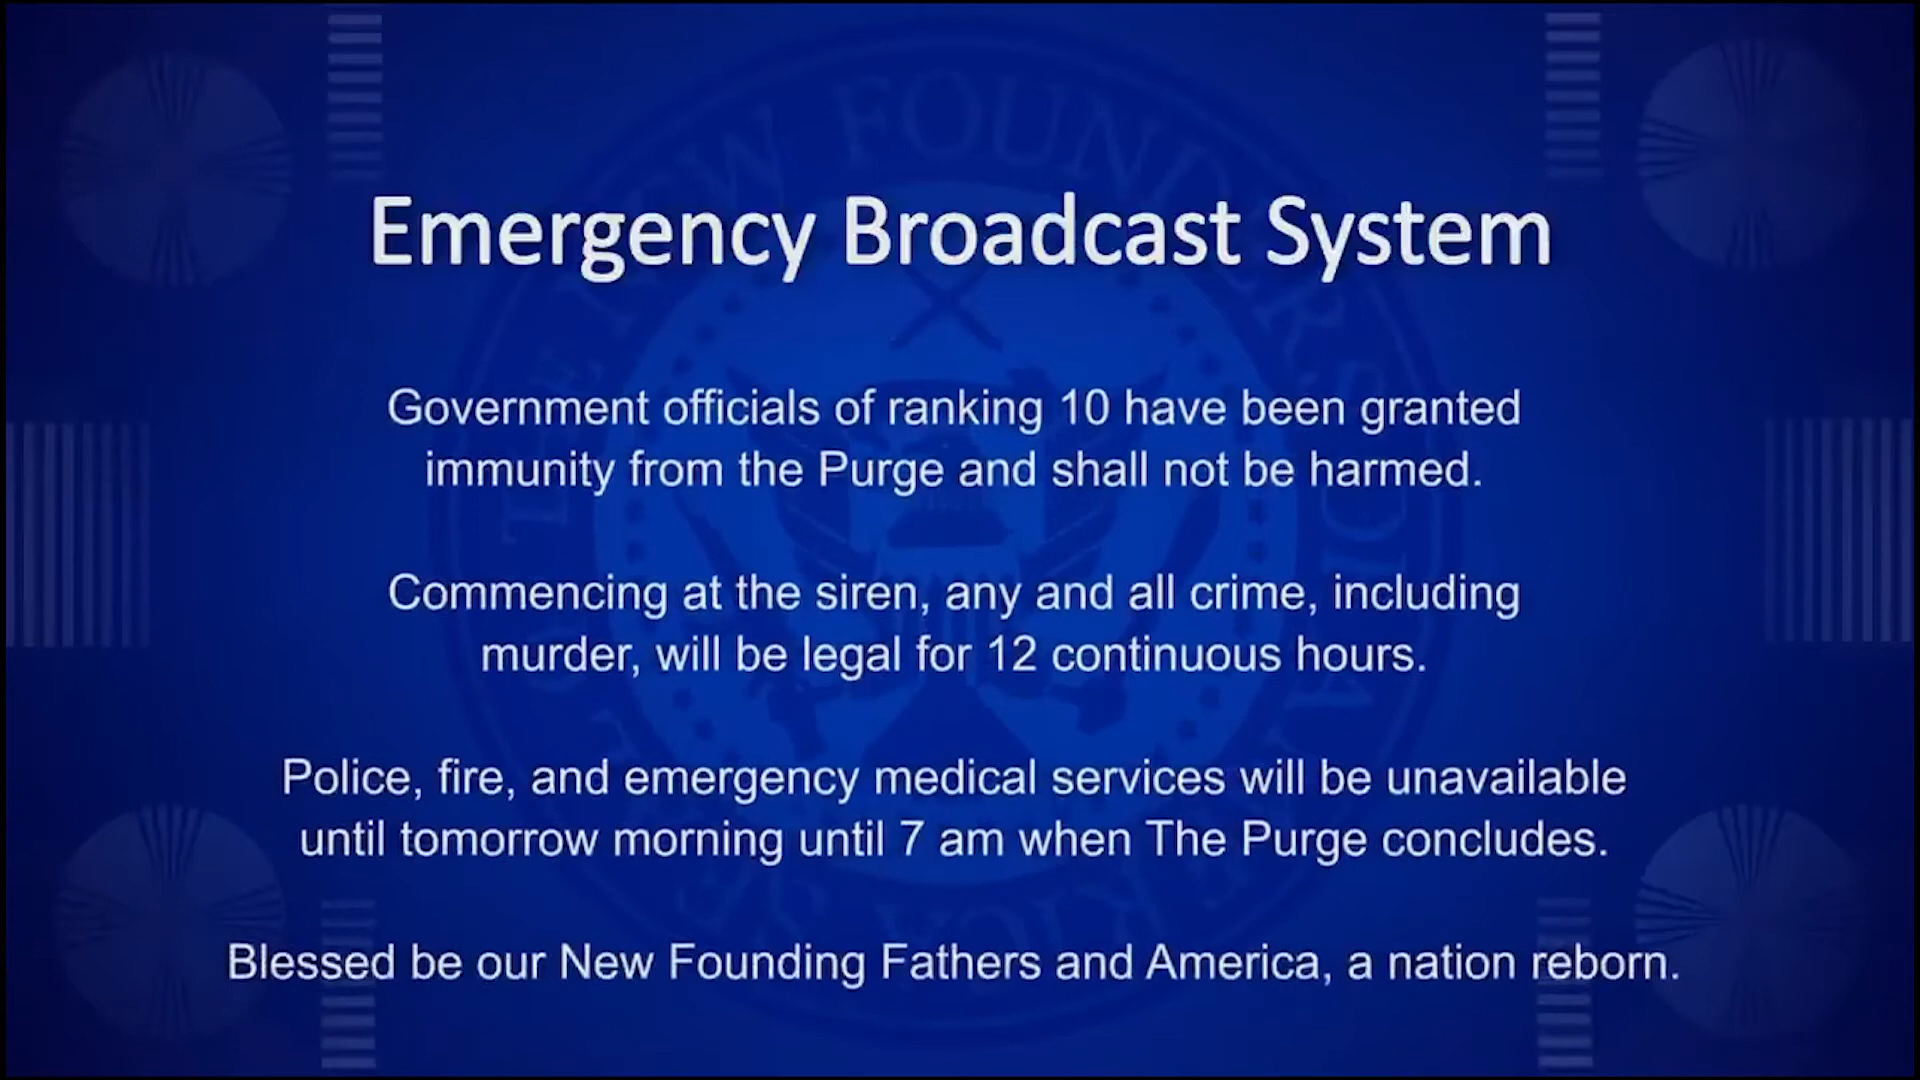 Emergency Broadcast System
Government officials of ranking 10 have been granted
immunity from the Purge and shall not be harmed.
Commencing at the siren, any and all crime, including
murder, will be legal for 12 continuous hours.
Police, fire, and emergency medical services will be unavailable
until tomorrow morning until 7 am when The Purge concludes.
Blessed be our New Founding Fathers and America, a nation reborn.